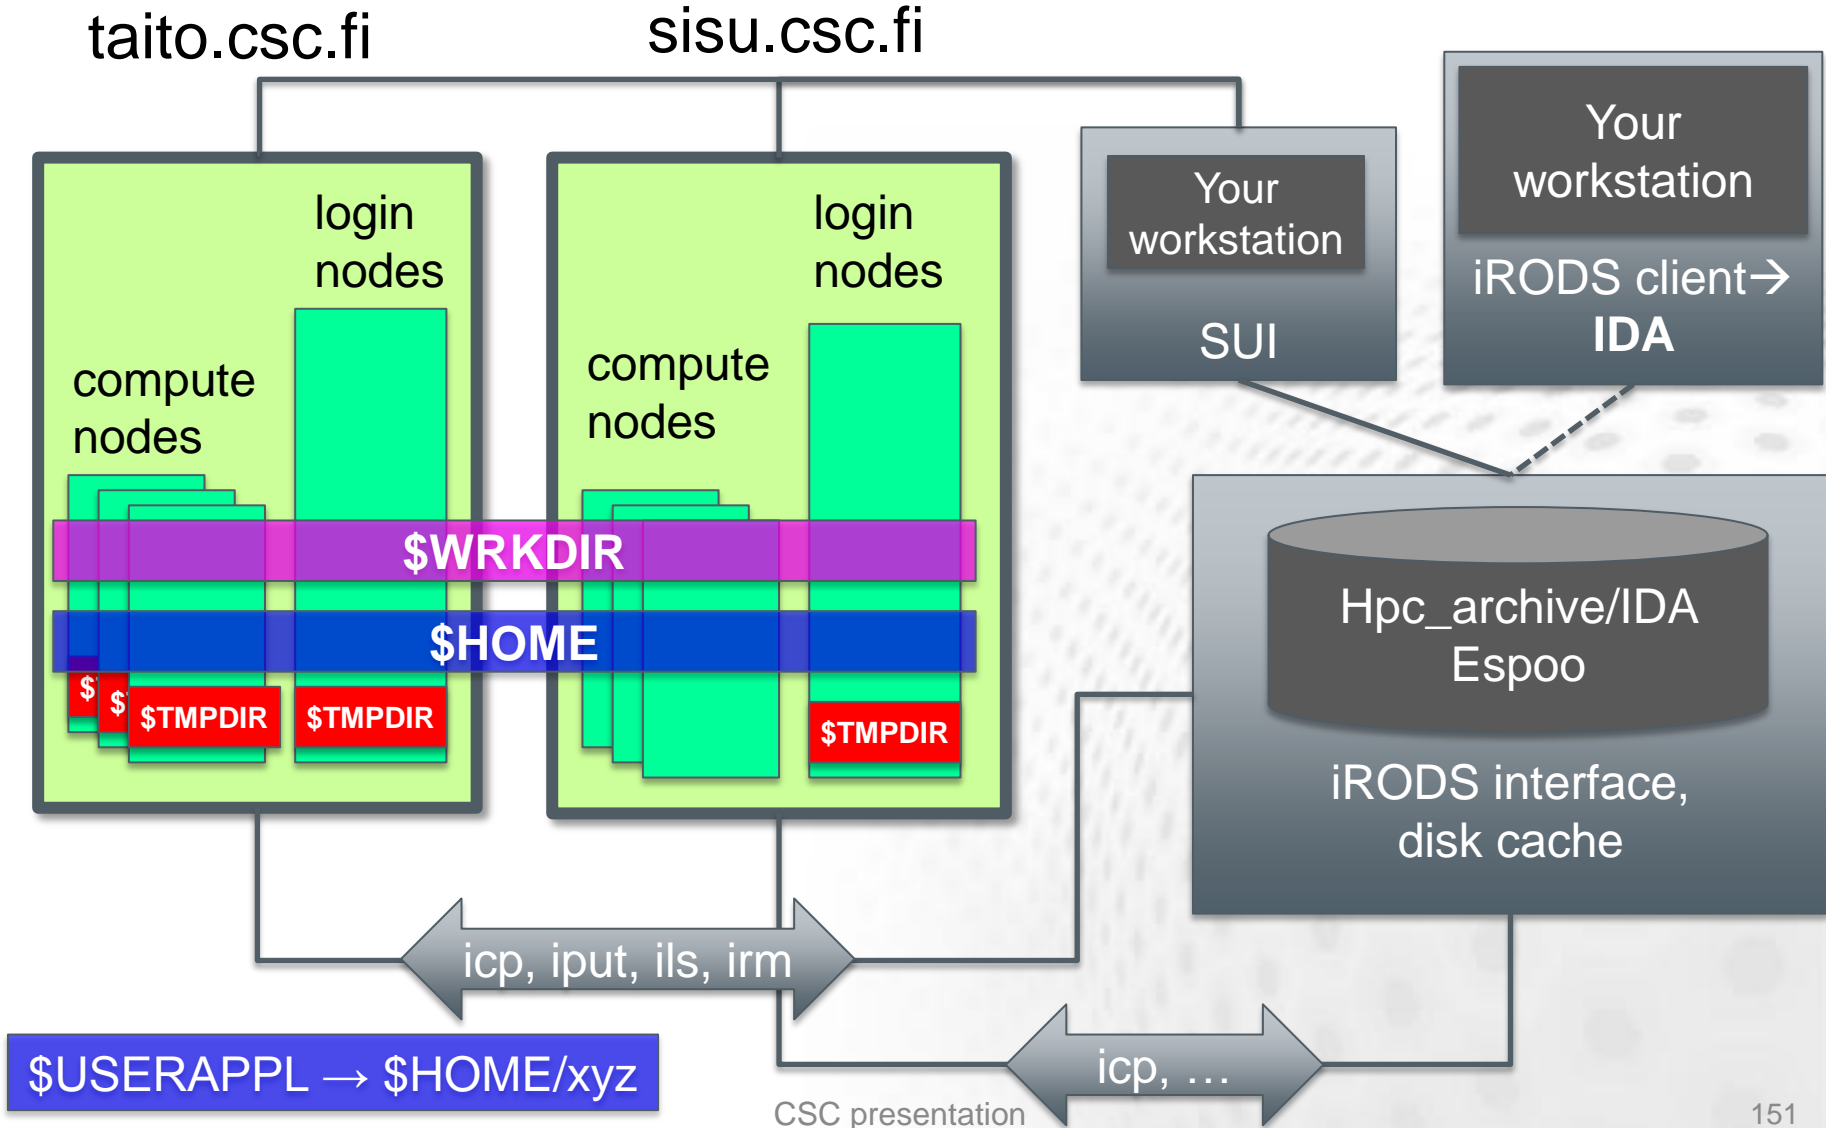 taito.csc.fi
sisu.csc.fi
login
nodes
compute
nodes
login
nodes
compute
nodes
$WRKDIR
$HOME
$
$
$TMPDIR
$TMPDIR
$TMPDIR
Your
workstation
SUI
Your
workstation
iRODS client→
IDA
Hpc_archive/IDA
Espoo
iRODS interface,
disk cache
icp, iput, ils, irm
icp, …
$USERAPPL → $HOME/xyz
CSC presentation
151